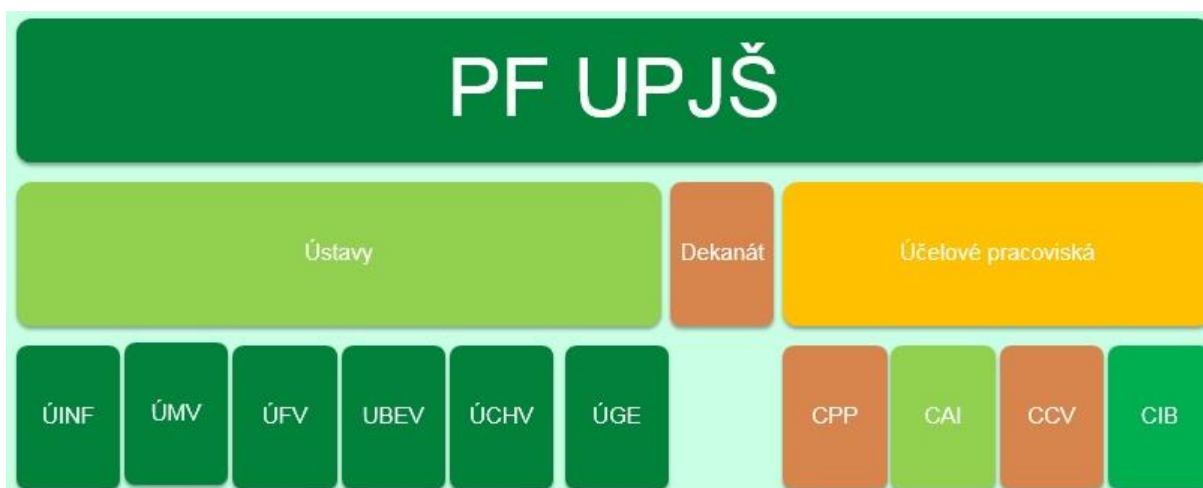 PF UPJŠ
Ústavy
Dekanát
Účelové pracoviská
ÚINF
ÚMV
ÚFV
UBEV
ÚCHV
ÚGE
CPP
CAI
CCV
CIB